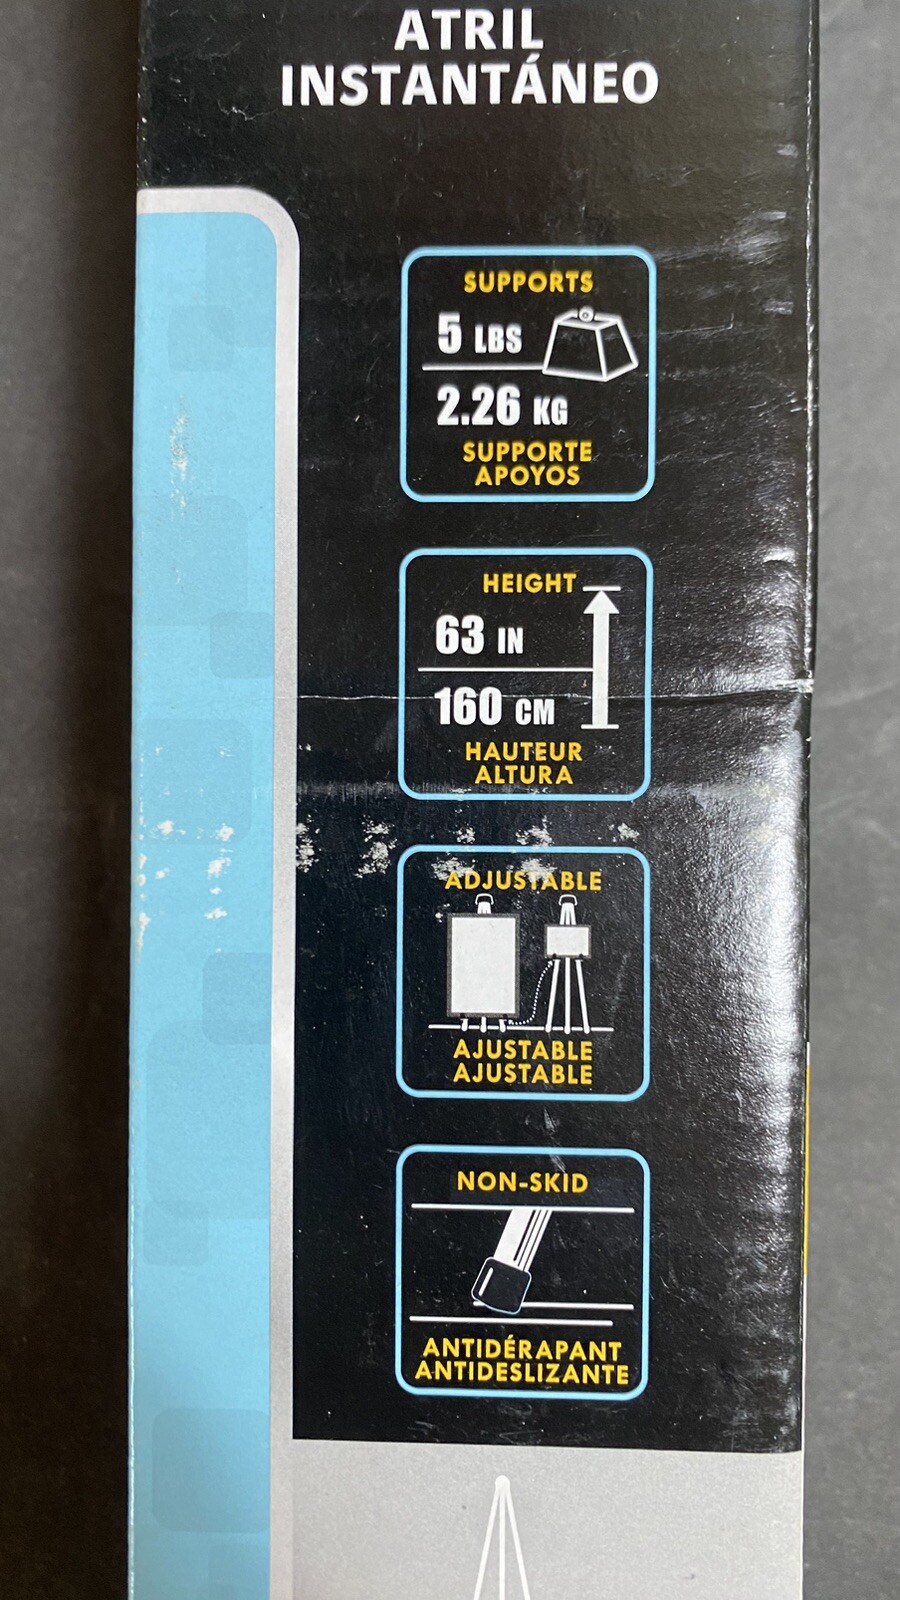 ATRIL
INSTANTÁNEO
SUPPORTS
5 LBS
2.26 KG
SUPPORTE
APOYOS
HEIGHT
63 IN
160 CM
HAUTEUR
ALTURA
ADJUSTABLE
AJUSTABLE
AJUSTABLE
NON-SKID
ANTIDÉRAPANT
ANTIDESLIZANTE